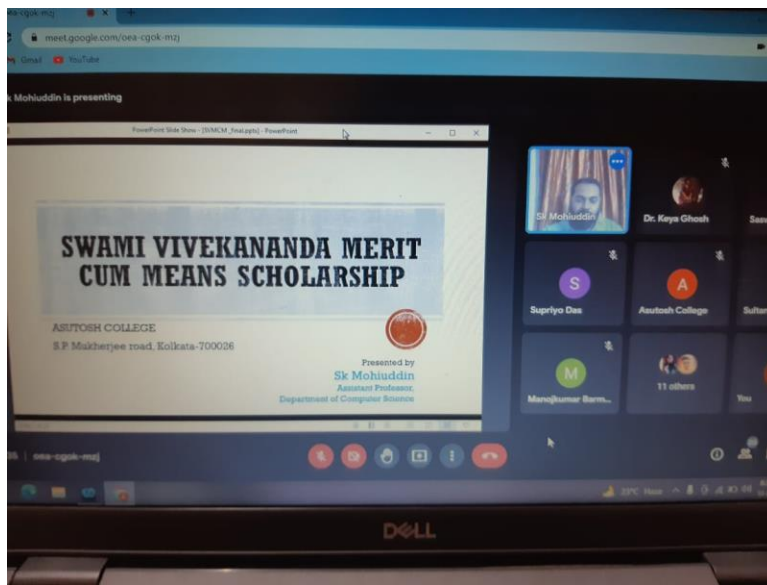 meet.google.com/oea-cgok-mzj
Gmail YouTube
k Mohiuddin is presenting
PowerPoint Slide Show - [SVMCM_final.pptx] - PowerPoint
SWAMI VIVEKANANDA MERIT
CUM MEANS SCHOLARSHIP
ASUTOSH COLLEGE
S.P. Mukherjee road, Kolkata-700026
Presented by
Sk Mohiuddin
Assistant Professor,
Department of Computer Science
Sk Mohiuddin
Dr. Keya Ghosh
S
Supriyo Das
A
Asutosh College
Sultan
M
Manojkumar Barm...
11 others
You
oea-cgok-mzj
23°C Haze
DELL